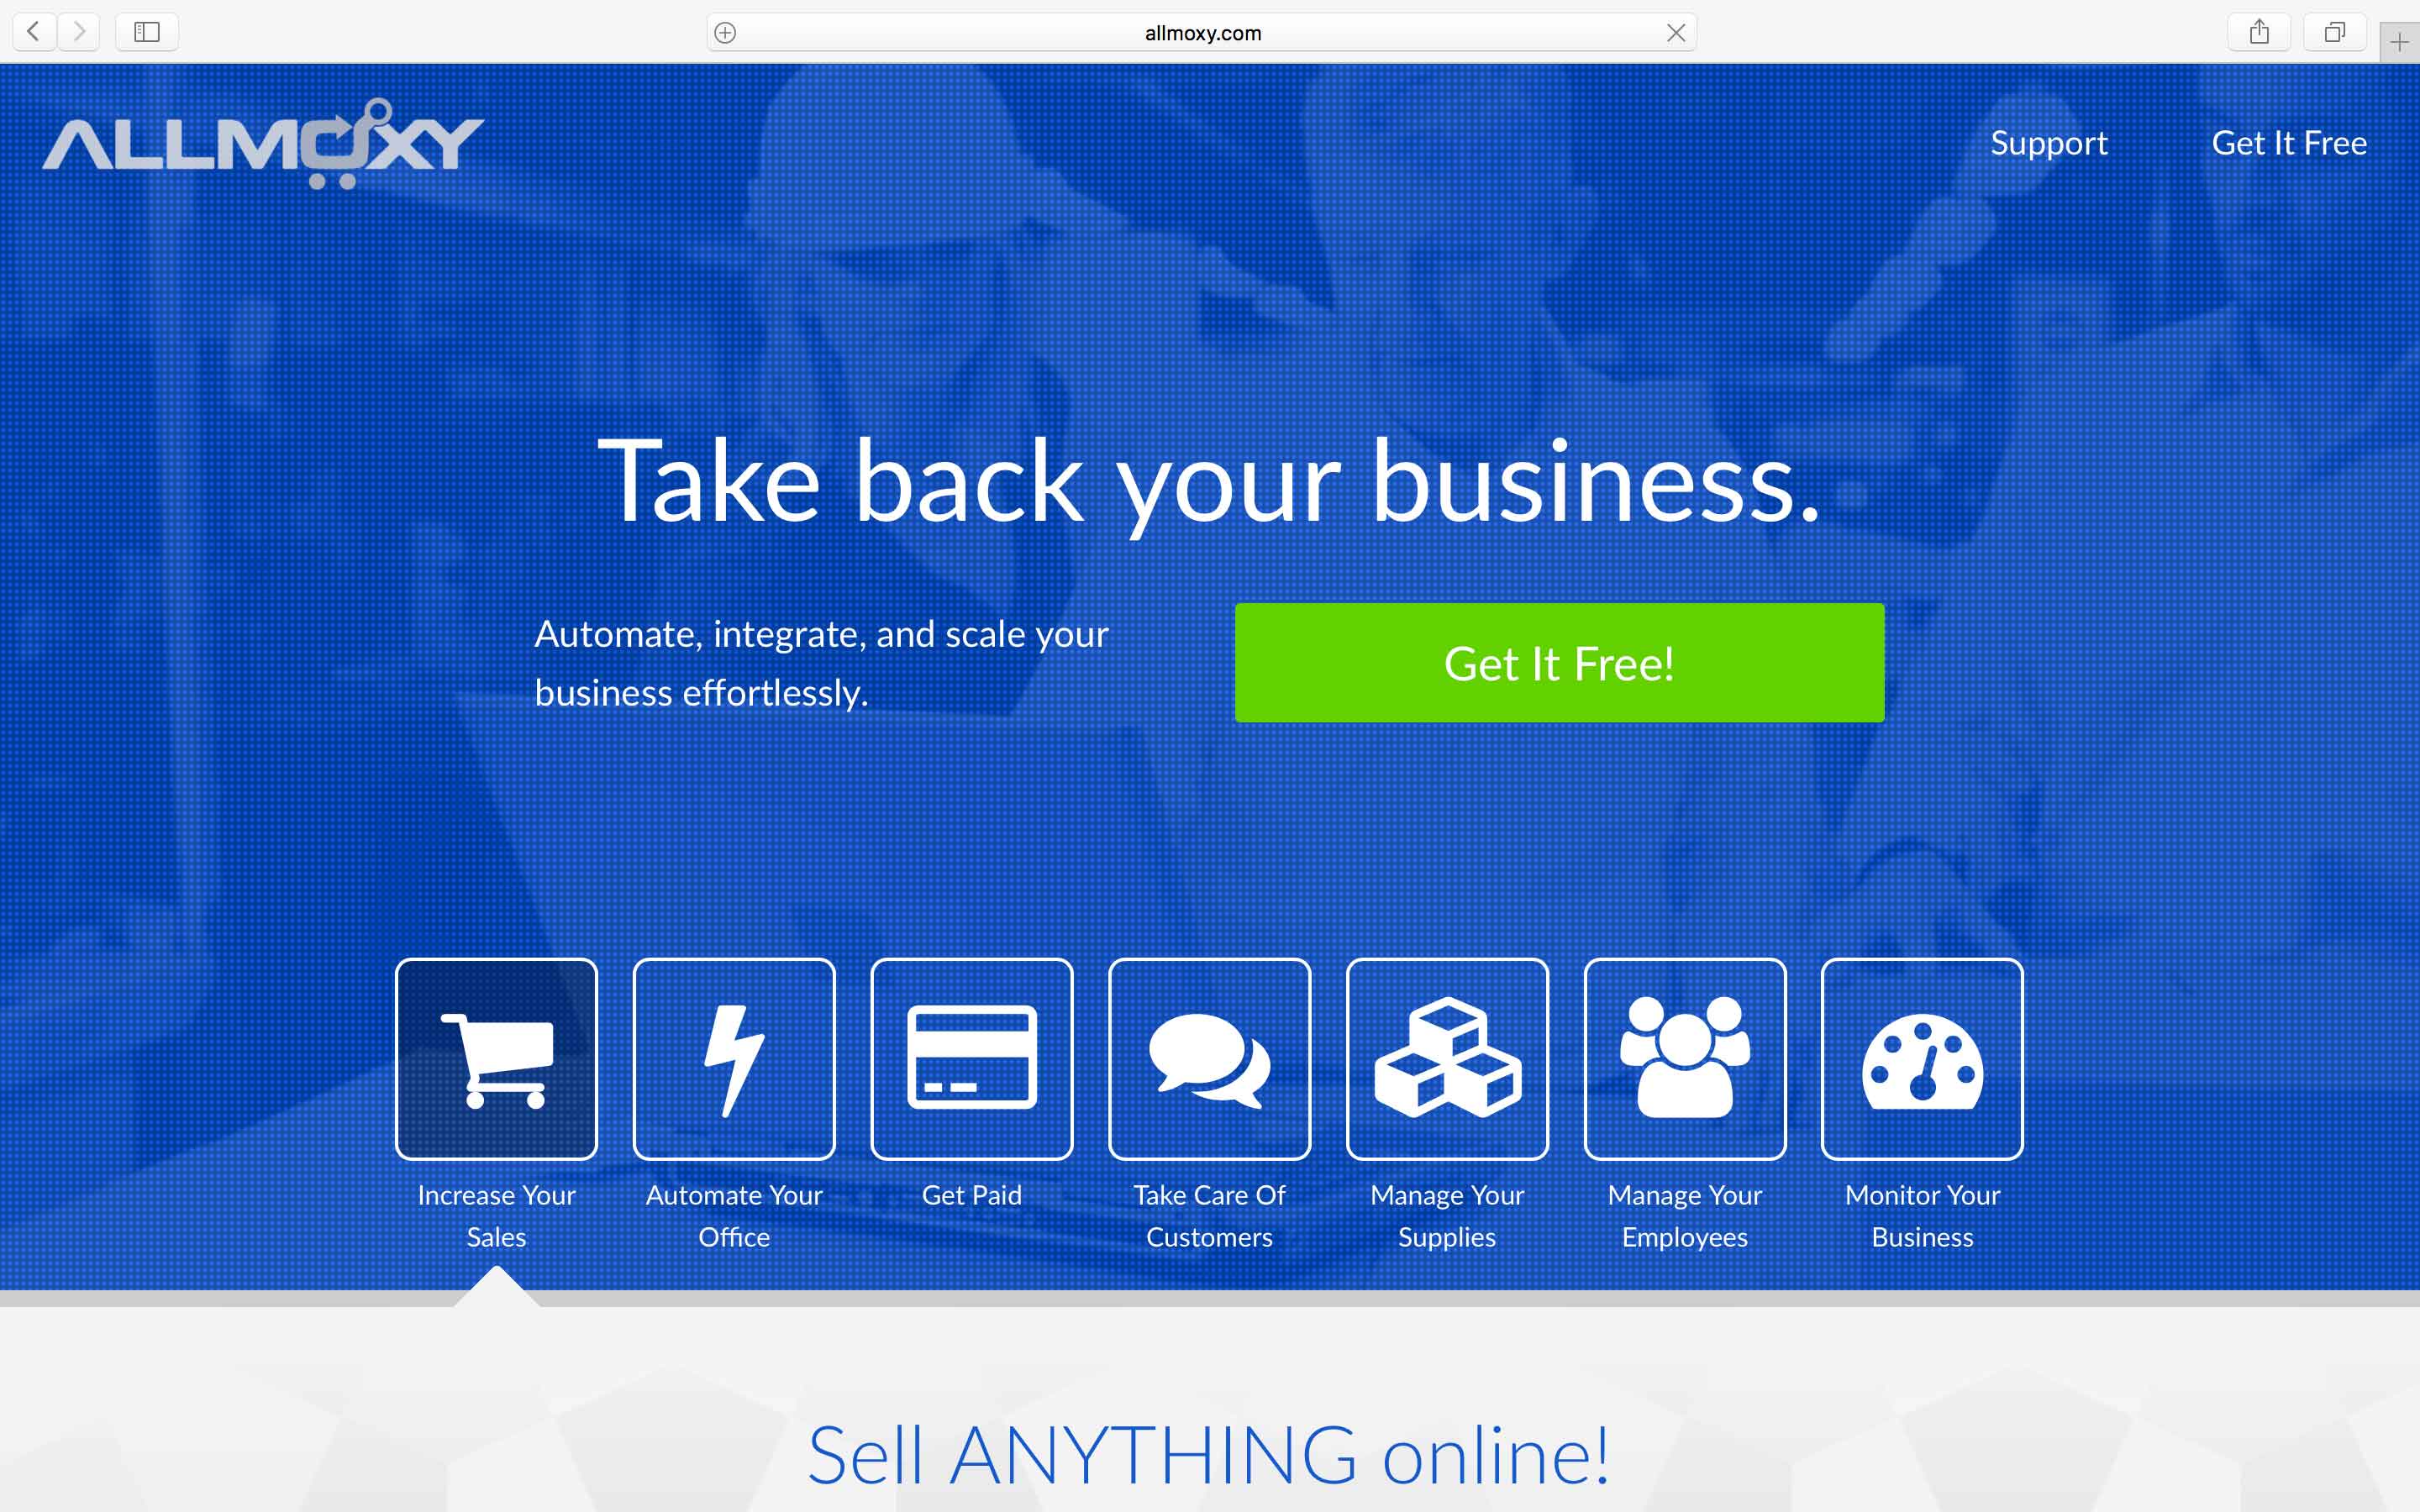 allmoxy.com
ALLMOXY
Support
Get It Free
Take back your business.
Automate, integrate, and scale your
business effortlessly.
Get It Free!
Increase Your
Sales
Automate Your
Office
Get Paid
Take Care Of
Customers
Manage Your
Supplies
Manage Your
Employees
Monitor Your
Business
Sell ANYTHING online!